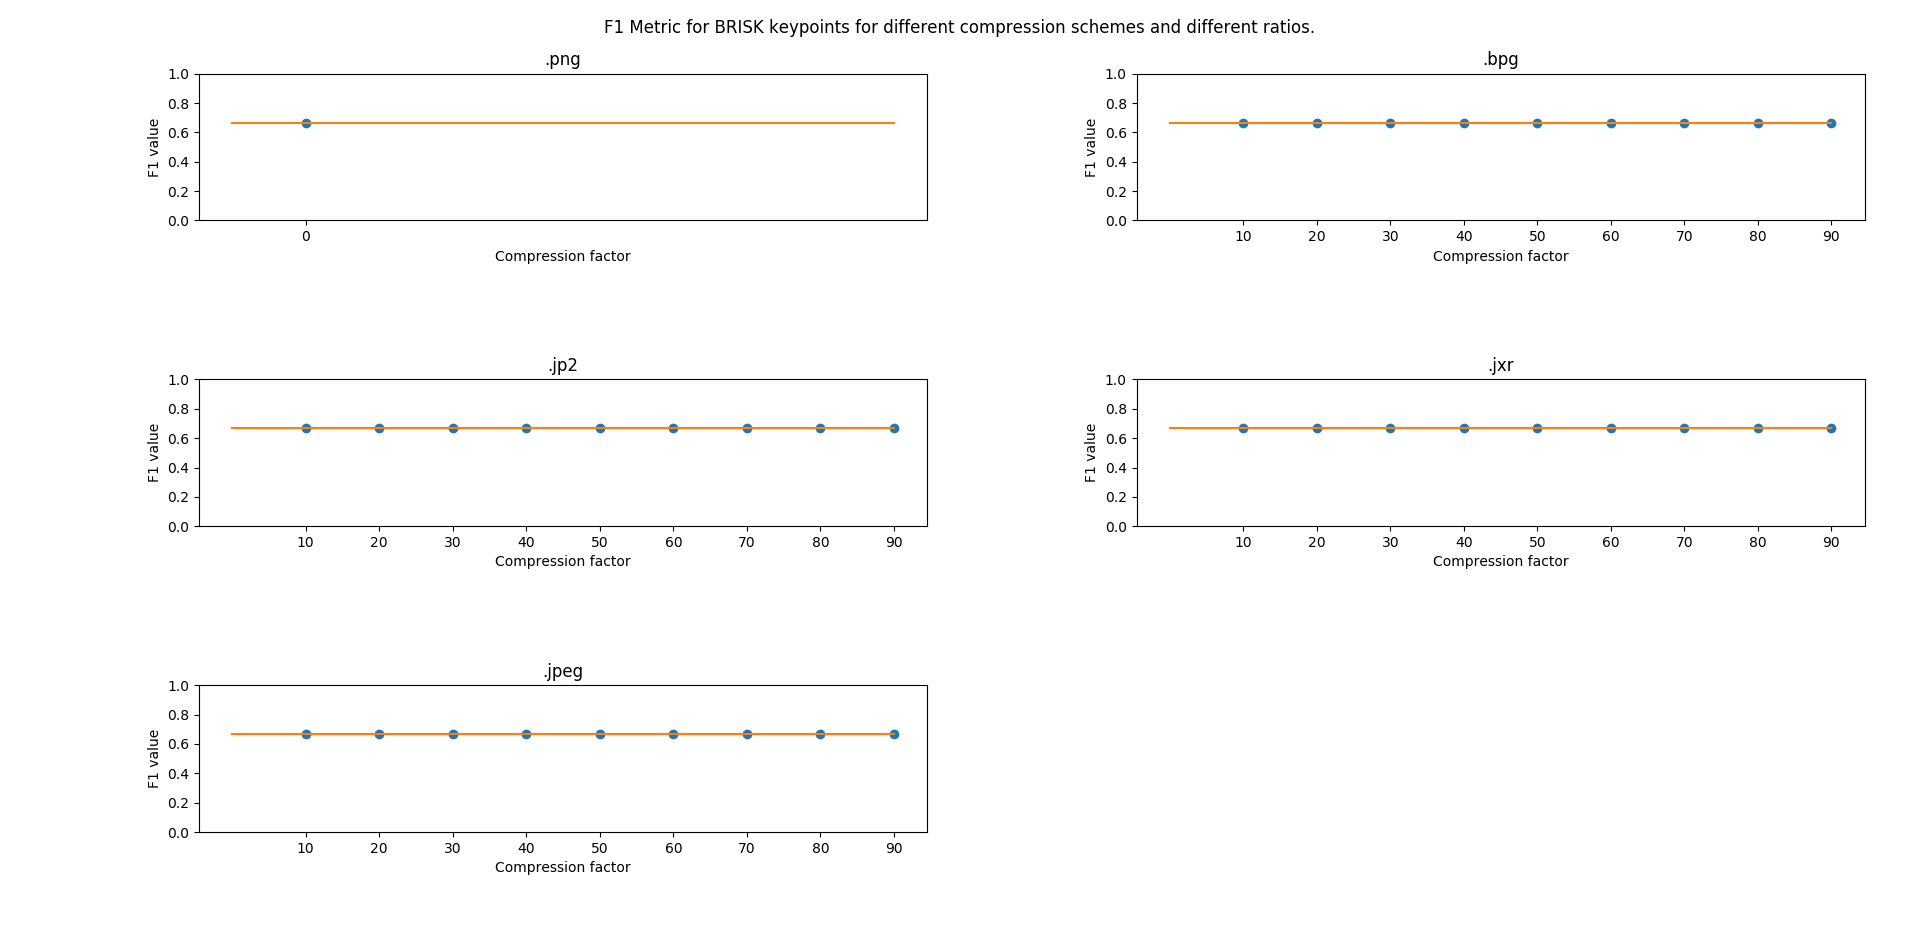 F1 Metric for BRISK keypoints for different compression schemes and different ratios.
.png
1.0
0.8
0.6
0.4
0.2
0.0
F1 value
0
Compression factor
.bpg
1.0
0.8
0.6
0.4
0.2
0.0
F1 value
10 20 30 40 50 60 70 80 90
Compression factor
.jp2
1.0
0.8
0.6
0.4
0.2
0.0
F1 value
10 20 30 40 50 60 70 80 90
Compression factor
.jxr
1.0
0.8
0.6
0.4
0.2
0.0
F1 value
10 20 30 40 50 60 70 80 90
Compression factor
.jpeg
1.0
0.8
0.6
0.4
0.2
0.0
F1 value
10 20 30 40 50 60 70 80 90
Compression factor